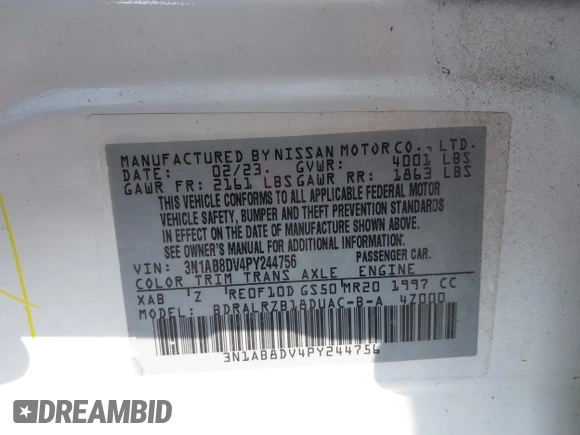 MANUFACTURED BY NISSAN MOTOR CO., LTD.
DATE: 02/23. GVWR: 4001 LBS
GAWR FR: 2161 LBS GAWR RR: 1863 LBS
THIS VEHICLE CONFORMS TO ALL APPLICABLE FEDERAL MOTOR
VEHICLE SAFETY, BUMPER AND THEFT PREVENTION STANDARDS
IN EFFECT ON THE DATE OF MANUFACTURE SHOWN ABOVE.
SEE OWNER'S MANUAL FOR ADDITIONAL INFORMATION.
VIN: 3N1AB8DV4PY244756 PASSENGER CAR.
COLOR TRIM TRANS AXLE ENGINE
XAB Z RE0F10D GS50 MR20 1997 CC
MODEL: BDRALRZB18DUAC-B-A 4Z000
3N1AB8DV4PY244756
DREAMBID